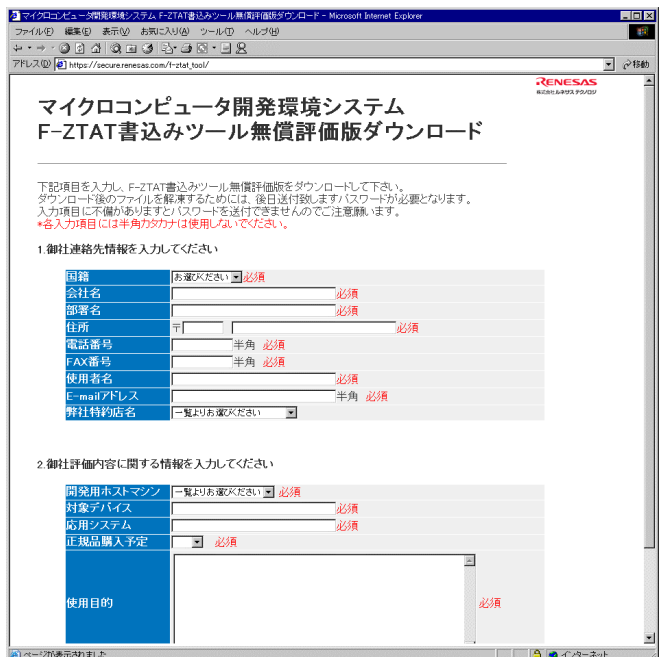 マイクロコンピュータ開発環境システム F-ZTAT書込みツール無償評価版ダウンロード - Microsoft Internet Explorer
ファイル(F) 編集(E) 表示(V) お気に入り(A) ツール(T) ヘルプ(H)
アドレス(D) https://secure.renesas.com/f-ztat_tool/ 移動
RENESAS
株式会社 ルネサス テクノロジ
マイクロコンピュータ開発環境システム
F-ZTAT書込みツール無償評価版ダウンロード
下記項目を入力し、F-ZTAT書込みツール無償評価版をダウンロードして下さい。
ダウンロード後のファイルを解凍するためには、後日送付致しますパスワードが必要となります。
入力項目に不備がありますとパスワードを送付できませんのでご注意願います。
*各入力項目には半角カタカナは使用しないでください。
1.御社連絡先情報を入力してください
国籍 お選びください 必須
会社名 必須
部署名 必須
住所 〒 必須
電話番号 半角 必須
FAX番号 半角 必須
使用者名 必須
E-mailアドレス 半角 必須
弊社特約店名 一覧よりお選びください
2.御社評価内容に関する情報を入力してください
開発用ホストマシン 一覧よりお選びください 必須
対象デバイス 必須
応用システム 必須
正規品購入予定 必須
使用目的 必須
ページが表示されました インターネット